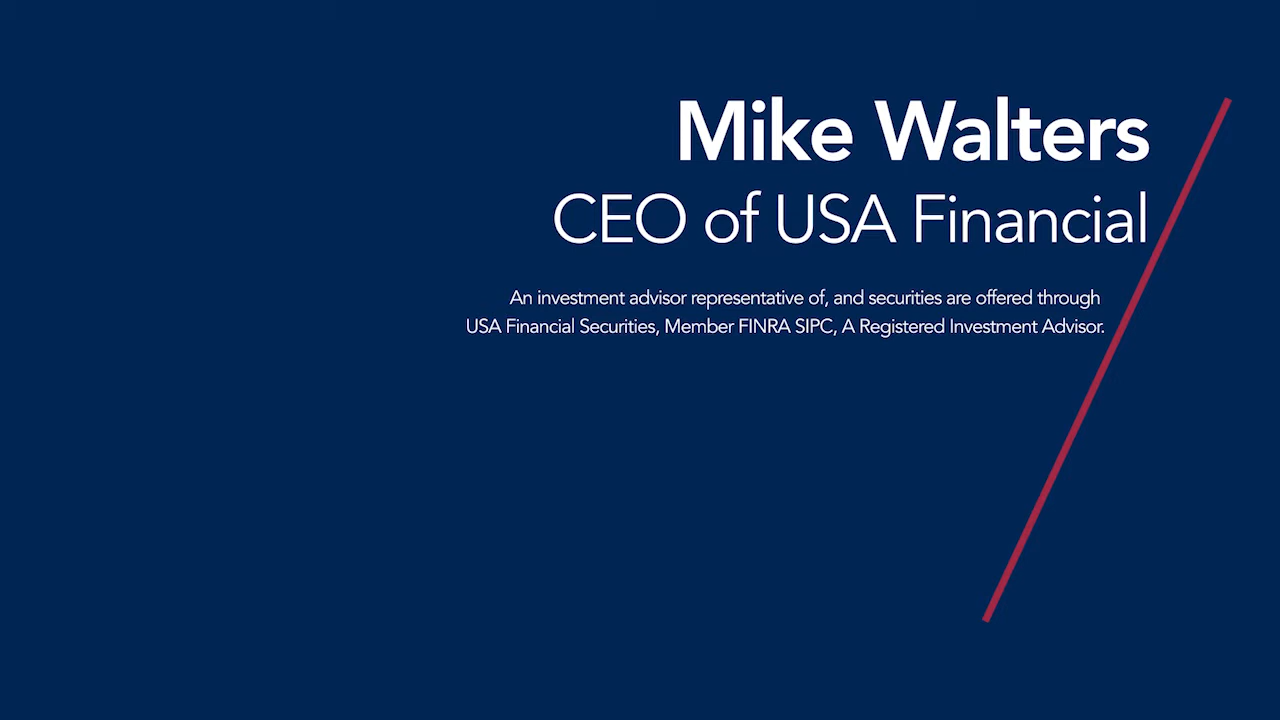 Mike Walters
CEO of USA Financial
An investment advisor representative of, and securities are offered through
USA Financial Securities, Member FINRA SIPC, A Registered Investment Advisor.